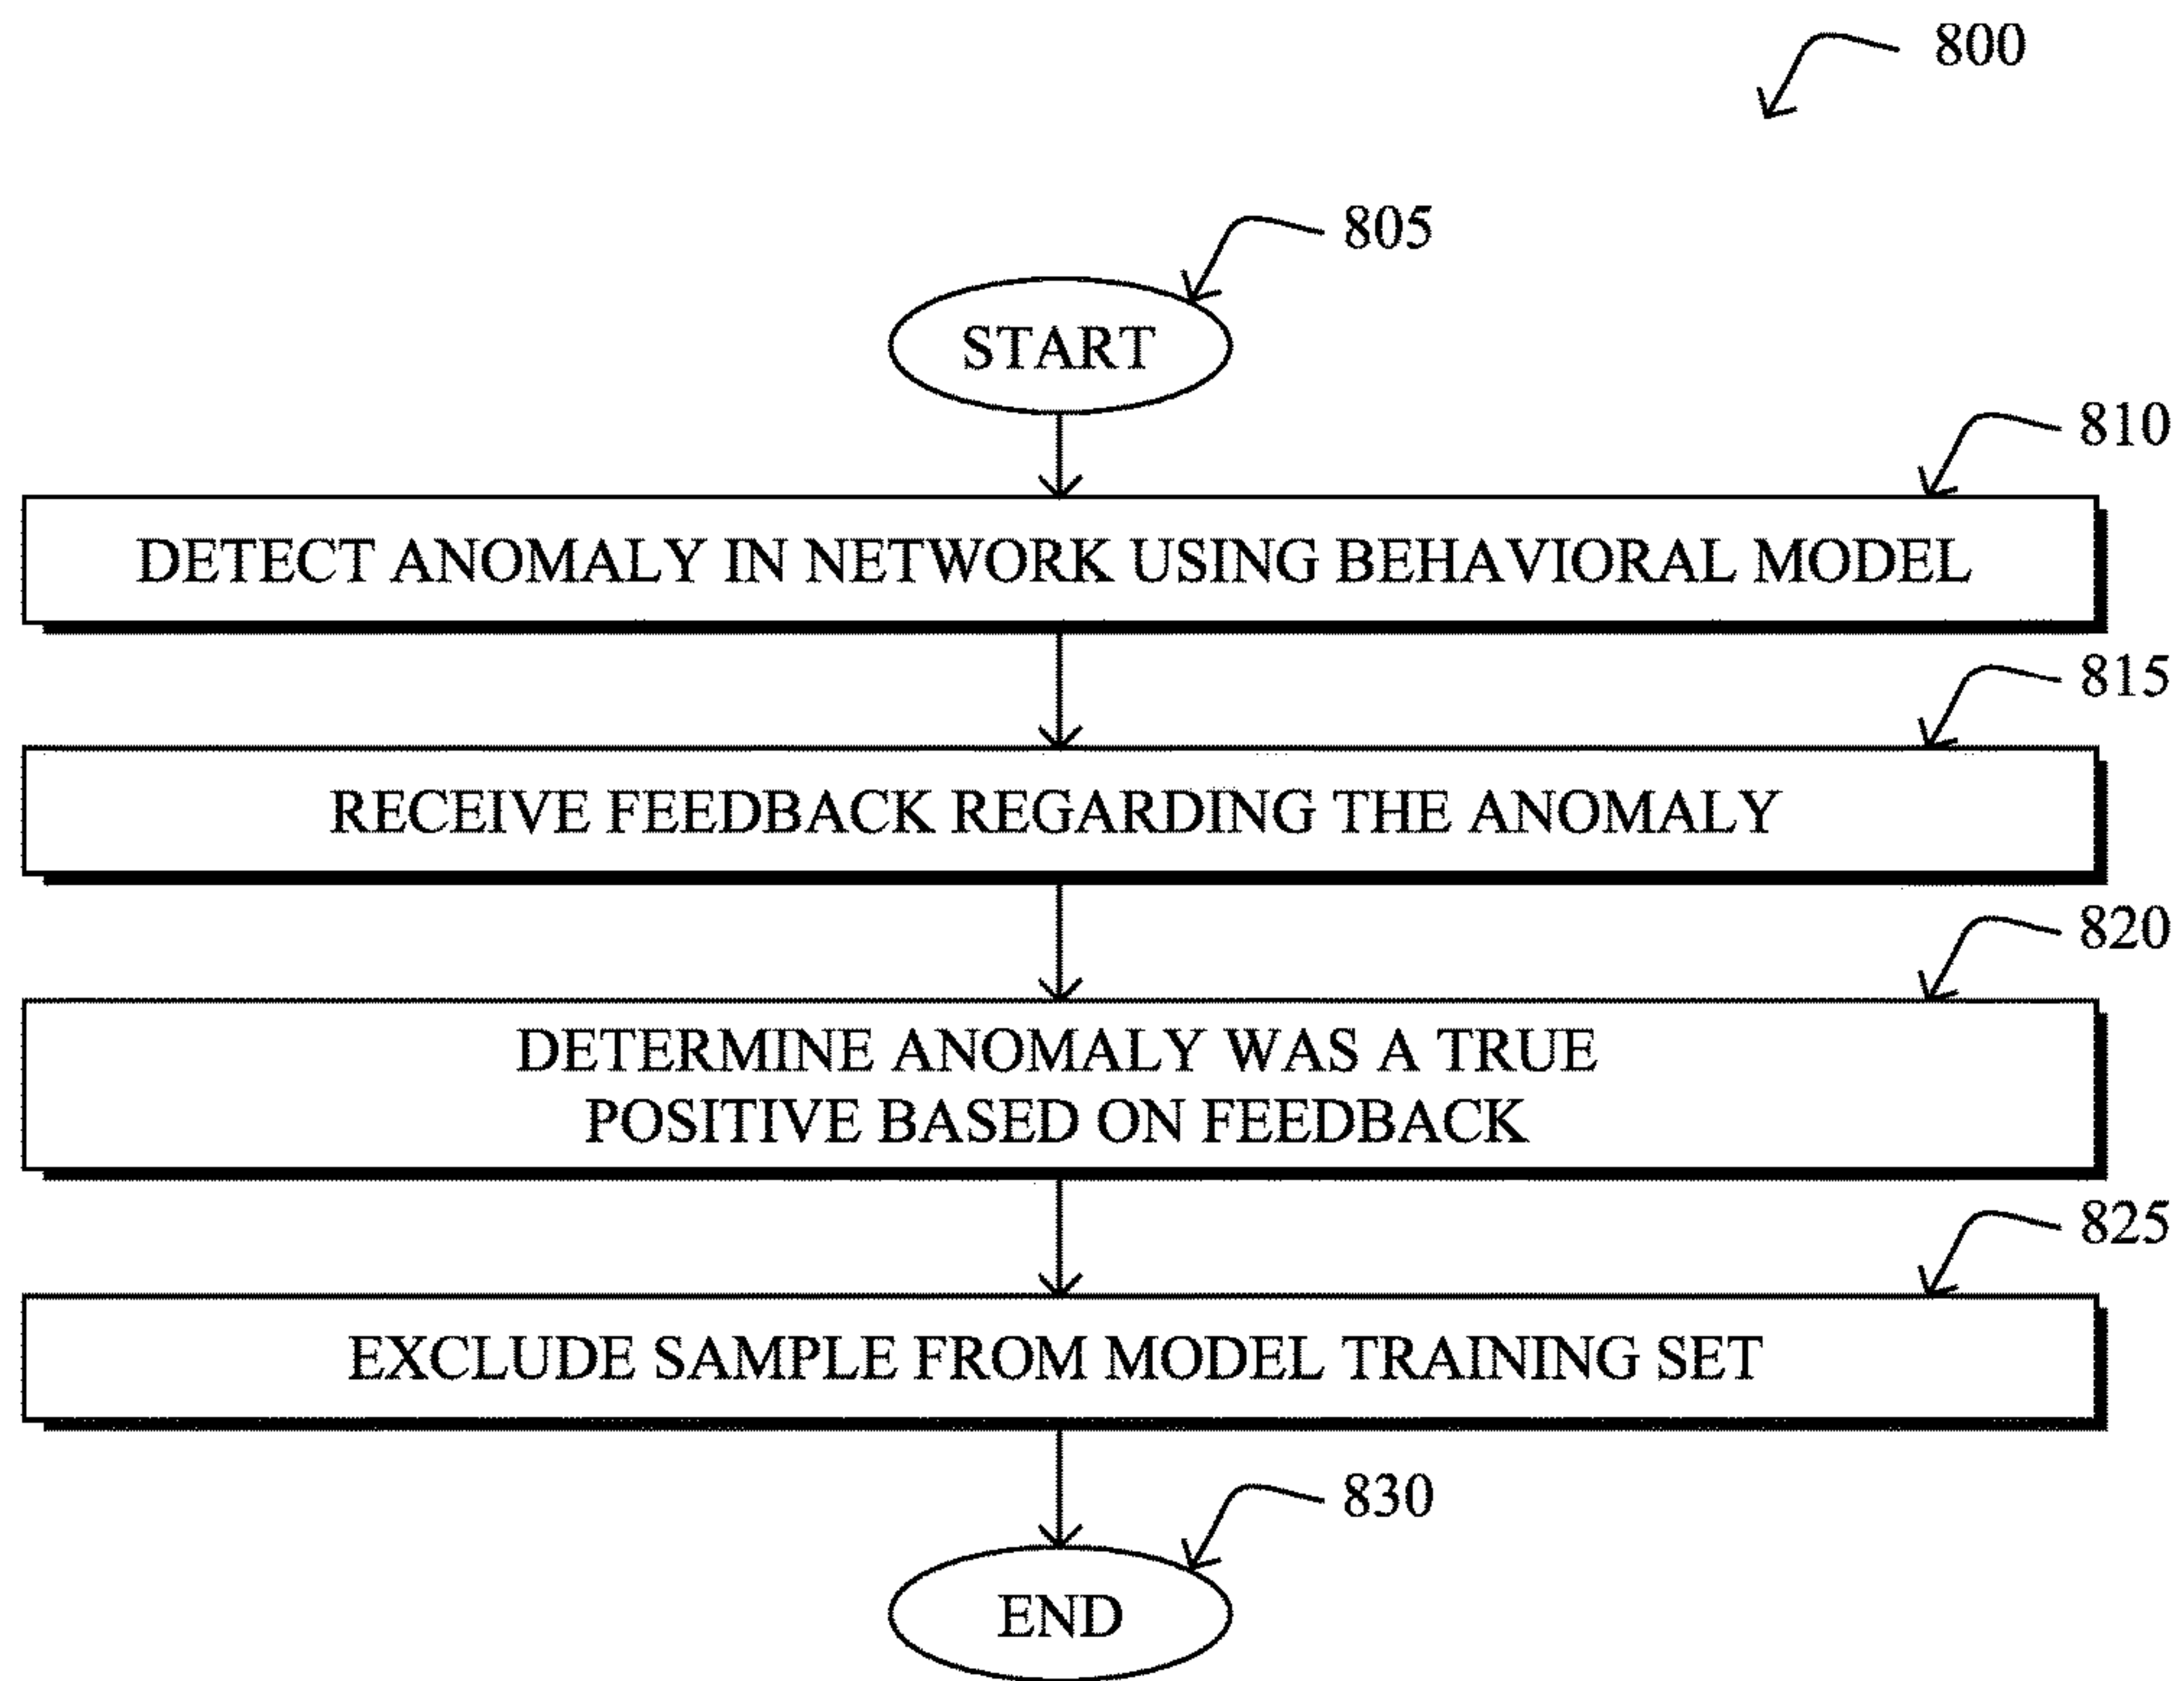 800
805
START
810
DETECT ANOMALY IN NETWORK USING BEHAVIORAL MODEL
815
RECEIVE FEEDBACK REGARDING THE ANOMALY
820
DETERMINE ANOMALY WAS A TRUE
POSITIVE BASED ON FEEDBACK
825
EXCLUDE SAMPLE FROM MODEL TRAINING SET
830
END